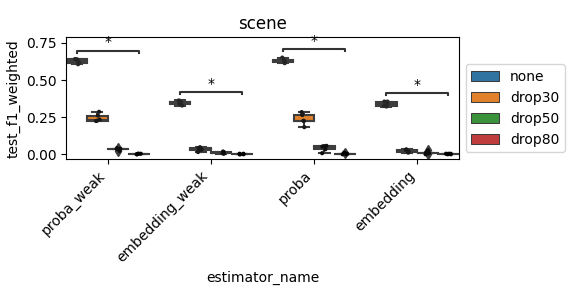 scene
test_f1_weighted
0.75
0.50
0.25
0.00
*
*
*
*
proba_weak
embedding_weak
proba
embedding
estimator_name
none
drop30
drop50
drop80